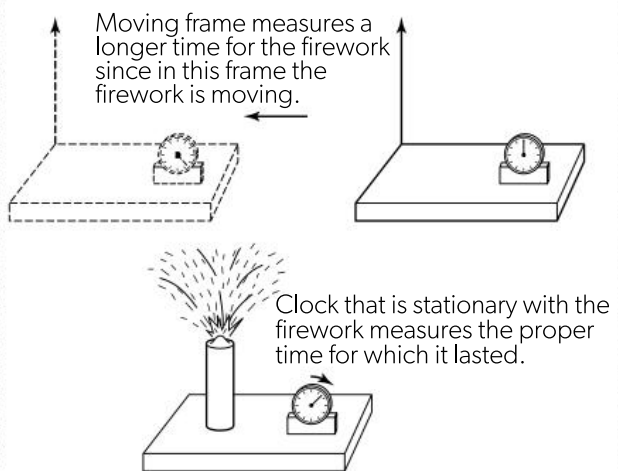 Moving frame measures a
longer time for the firework
since in this frame the
firework is moving.
Clock that is stationary with the
firework measures the proper
time for which it lasted.